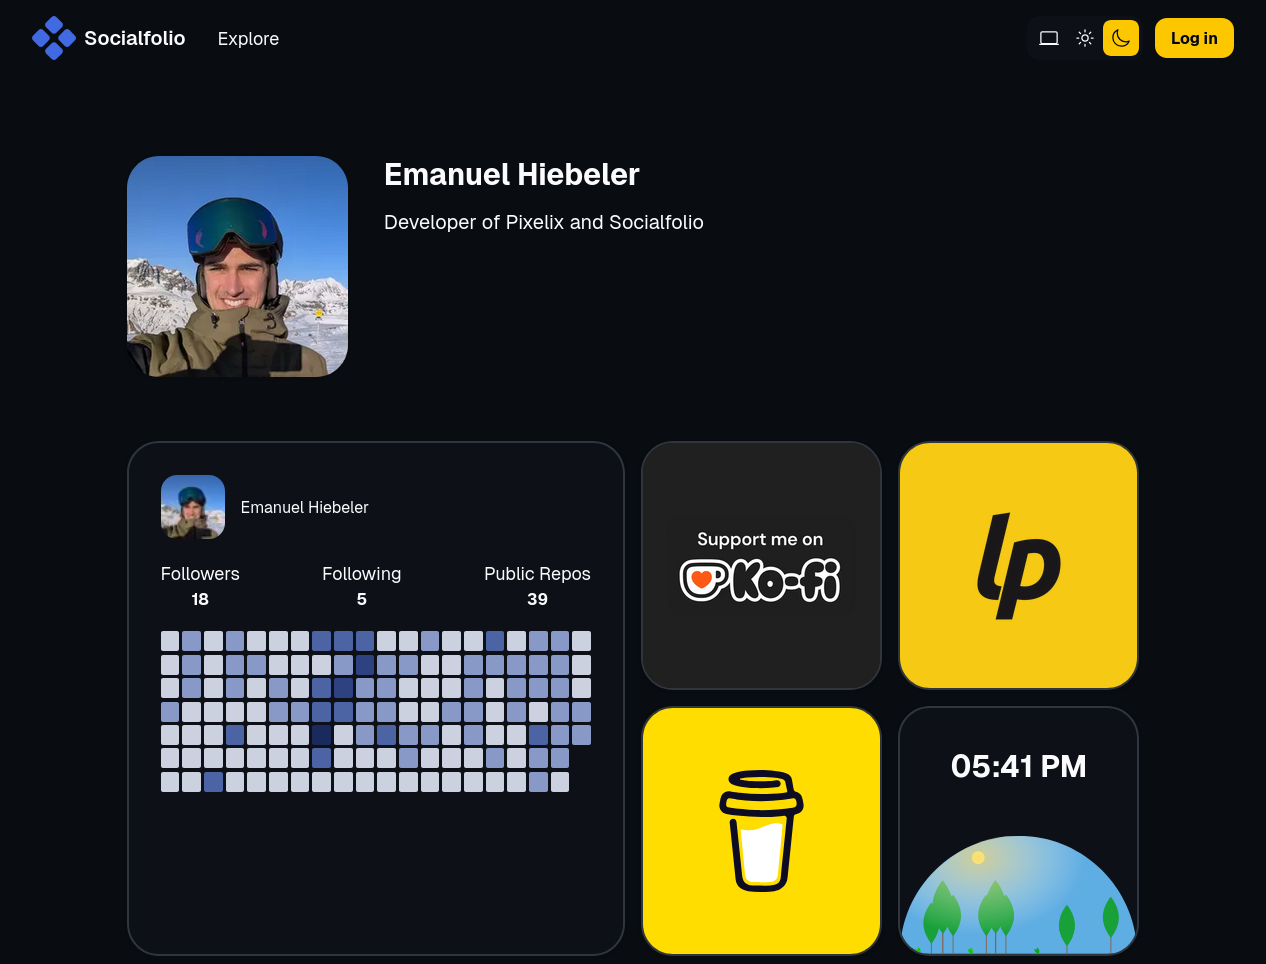 Socialfolio
Explore
Log in
Emanuel Hiebeler
Developer of Pixelix and Socialfolio
Emanuel Hiebeler
Followers
18
Following
5
Public Repos
39
Support me on
Ko-fi
lp
05:41 PM